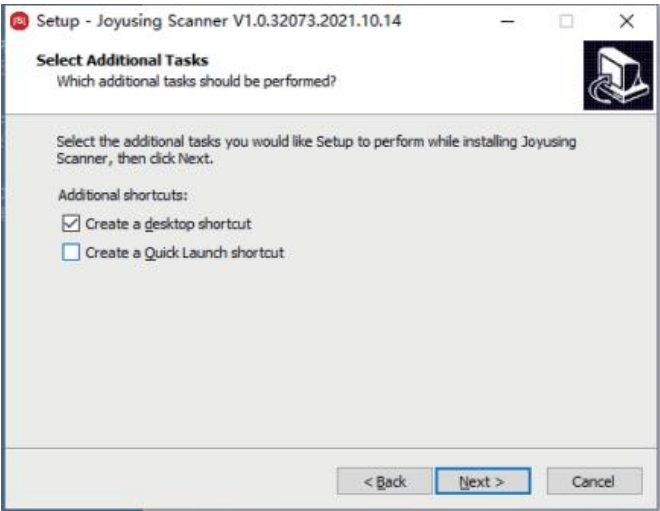 Setup - Joyusing Scanner V1.0.32073.2021.10.14
Select Additional Tasks
Which additional tasks should be performed?
Select the additional tasks you would like Setup to perform while installing Joyusing
Scanner, then click Next.
Additional shortcuts:
Create a desktop shortcut
Create a Quick Launch shortcut
< Back
Next >
Cancel